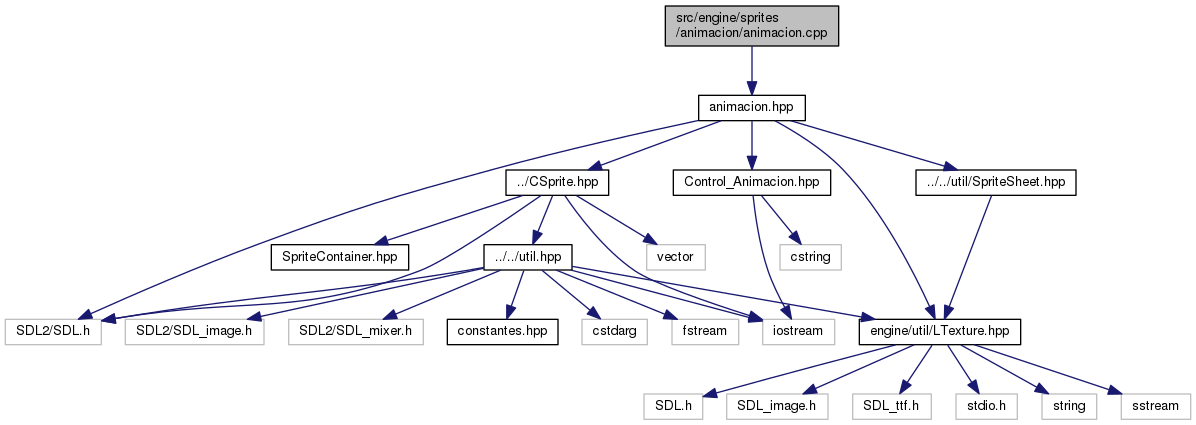 src/engine/sprites
/animacion/animacion.cpp
animacion.hpp
../CSprite.hpp
Control_Animacion.hpp
../../util/SpriteSheet.hpp
SpriteContainer.hpp
../../util.hpp
vector
cstring
SDL2/SDL.h
SDL2/SDL_image.h
SDL2/SDL_mixer.h
constantes.hpp
cstdarg
fstream
iostream
engine/util/LTexture.hpp
SDL.h
SDL_image.h
SDL_ttf.h
stdio.h
string
sstream